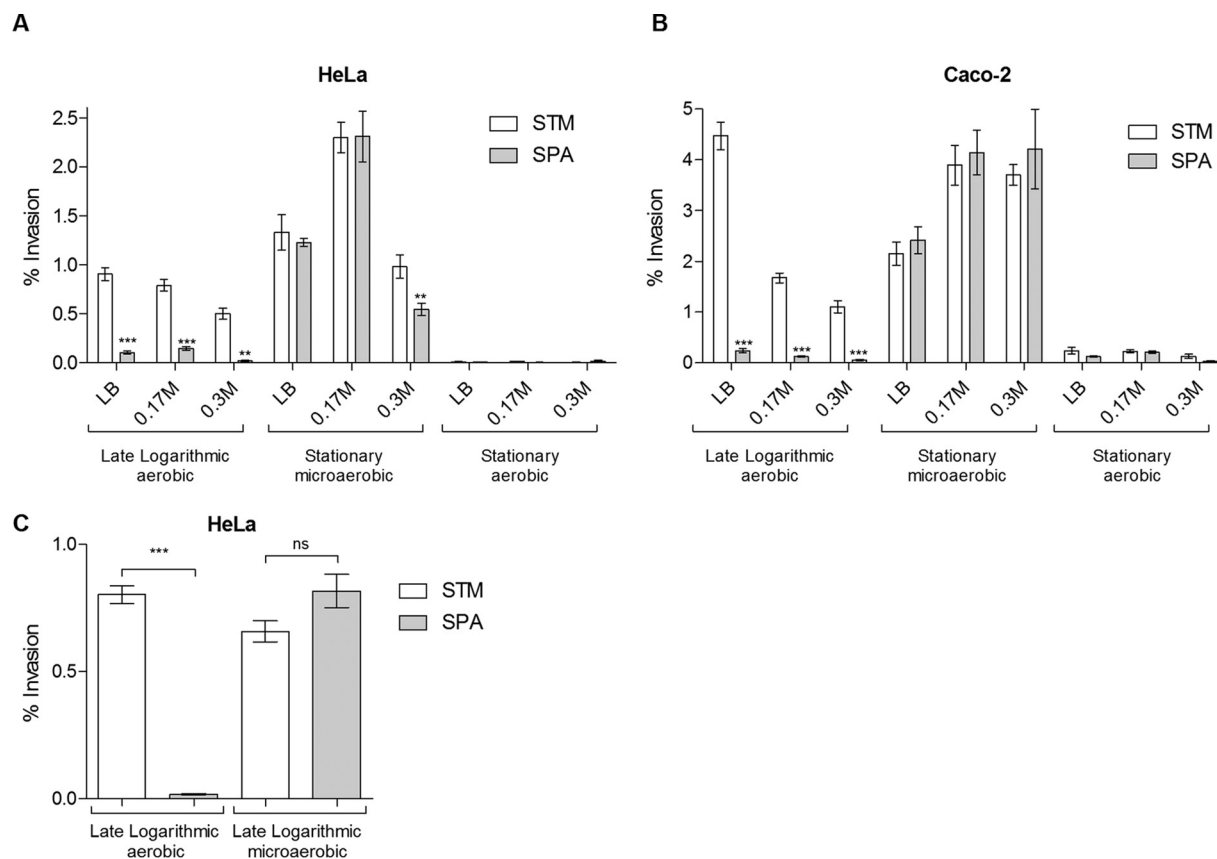 A
HeLa
% Invasion
2.5
2.0
1.5
1.0
0.5
0.0
STM
SPA
***
***
**
**
LB
0.17M
0.3M
LB
0.17M
0.3M
LB
0.17M
0.3M
Late Logarithmic
aerobic
Stationary
microaerobic
Stationary
aerobic
B
Caco-2
% Invasion
5
4
3
2
1
0
STM
SPA
***
***
***
LB
0.17M
0.3M
LB
0.17M
0.3M
LB
0.17M
0.3M
Late Logarithmic
aerobic
Stationary
microaerobic
Stationary
aerobic
C
HeLa
% Invasion
1.0
0.5
0.0
***
ns
STM
SPA
Late Logarithmic
aerobic
Late Logarithmic
microaerobic